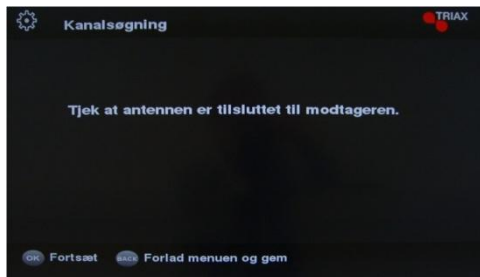 Kanalsøgning
TRIAX
Tjek at antennen er tilsluttet til modtageren.
OK Fortsæt BACK Forlad menuen og gem